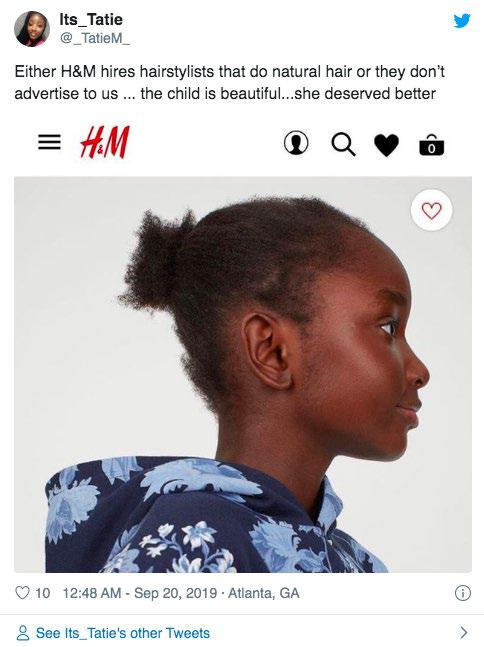 Its_Tatie
@_TatieM_
Either H&M hires hairstylists that do natural hair or they don’t
advertise to us ... the child is beautiful...she deserved better
H&M
0
10 12:48 AM - Sep 20, 2019 · Atlanta, GA
See Its_Tatie's other Tweets